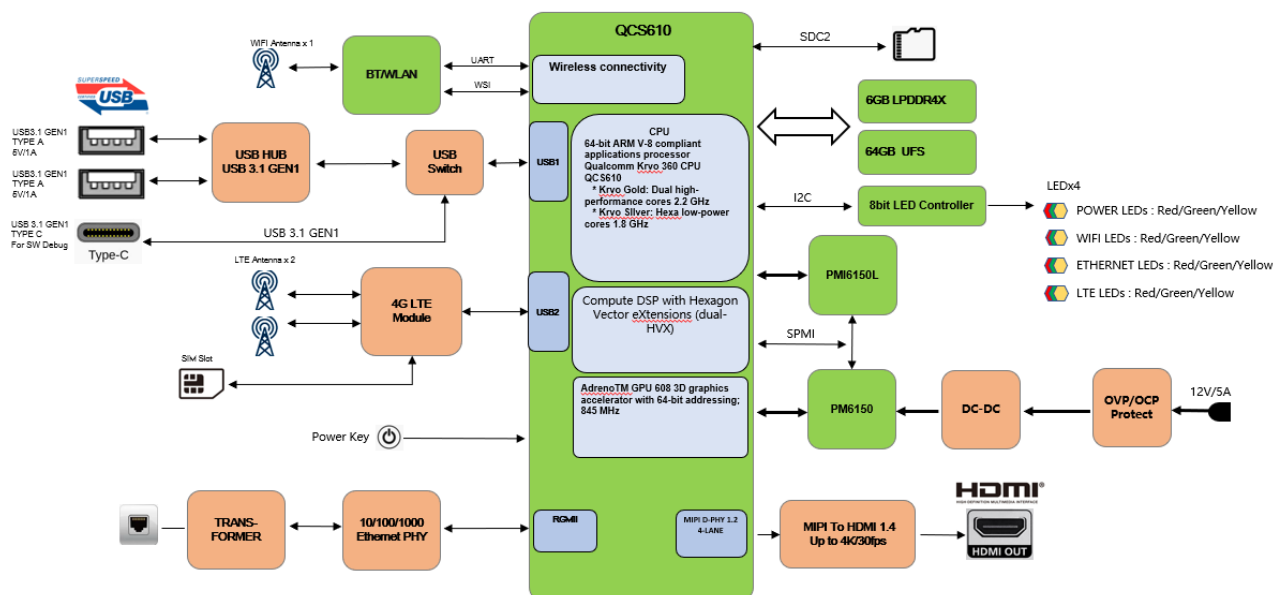 QCS610
WIFI Antenna x 1
BT/WLAN
UART
WSI
Wireless connectivity
SDC2
SUPERSPEED
CERTIFIED USB
USB3.1 GEN1
TYPE A
5V/1A
USB3.1 GEN1
TYPE A
5V/1A
USB HUB
USB 3.1 GEN1
USB
Switch
USB1
CPU
64-bit ARM V-8 compliant
applications processor
Qualcomm Kryo 360 CPU
QCS610
* Krvo Gold: Dual high-
performance cores 2.2 GHz
* Krvo Silver: Hexa low-power
cores 1.8 GHz
6GB LPDDR4X
64GB UFS
I2C
8bit LED Controller
LEDx4
POWER LEDs : Red/Green/Yellow
WIFI LEDs : Red/Green/Yellow
ETHERNET LEDs : Red/Green/Yellow
LTE LEDs : Red/Green/Yellow
USB 3.1 GEN1
TYPE C
For SW Debug
Type-C
USB 3.1 GEN1
LTE Antenna x 2
4G LTE
Module
SIM Slot
USB2
Compute DSP with Hexagon
Vector eXtensions (dual-
HVX)
PMI6150L
SPMI
AdrenoTM GPU 608 3D graphics
accelerator with 64-bit addressing;
845 MHz
PM6150
DC-DC
OVP/OCP
Protect
12V/5A
Power Key
TRANS-
FORMER
10/100/1000
Ethernet PHY
RGMII
MIPI D-PHY 1.2
4-LANE
MIPI To HDMI 1.4
Up to 4K/30fps
HDMI
HIGH-DEFINITION MULTIMEDIA INTERFACE
HDMI OUT